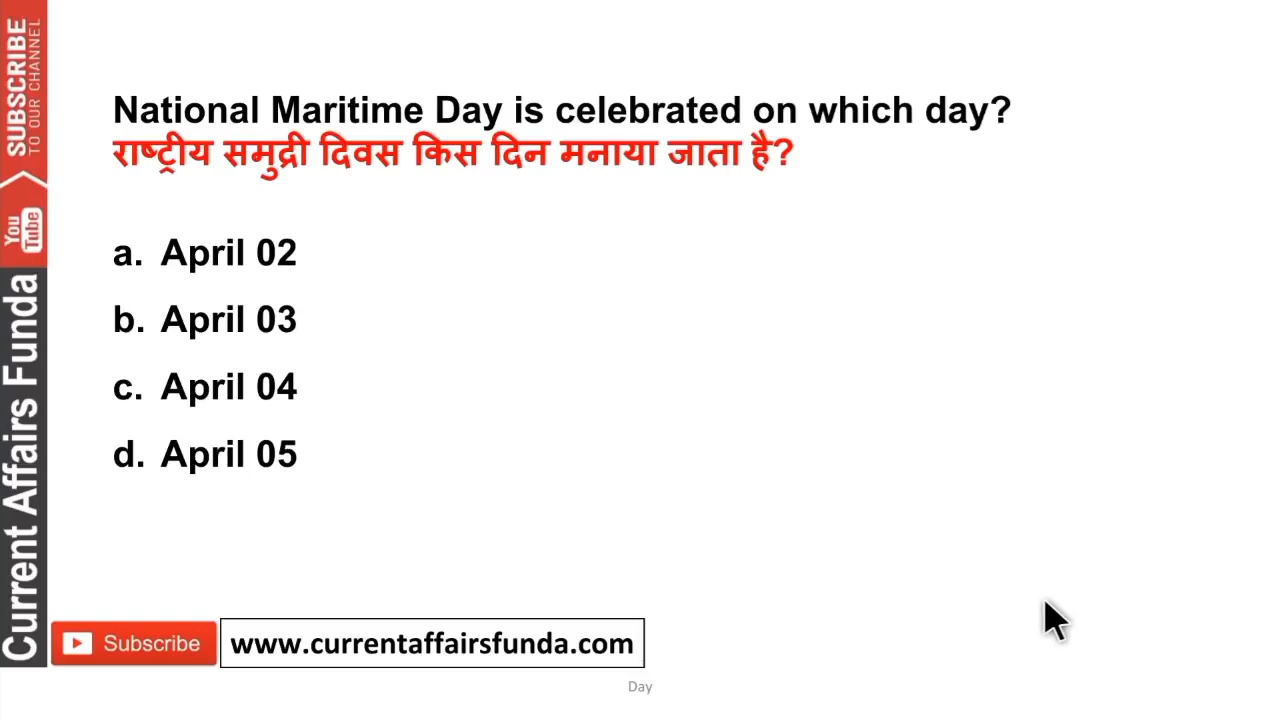 SUBSCRIBE
TO OUR CHANNEL
You
Tube
Current Affairs Funda
National Maritime Day is celebrated on which day?
राष्ट्रीय समुद्री दिवस किस दिन मनाया जाता है?
a. April 02
b. April 03
c. April 04
d. April 05
Subscribe
www.currentaffairsfunda.com
Day